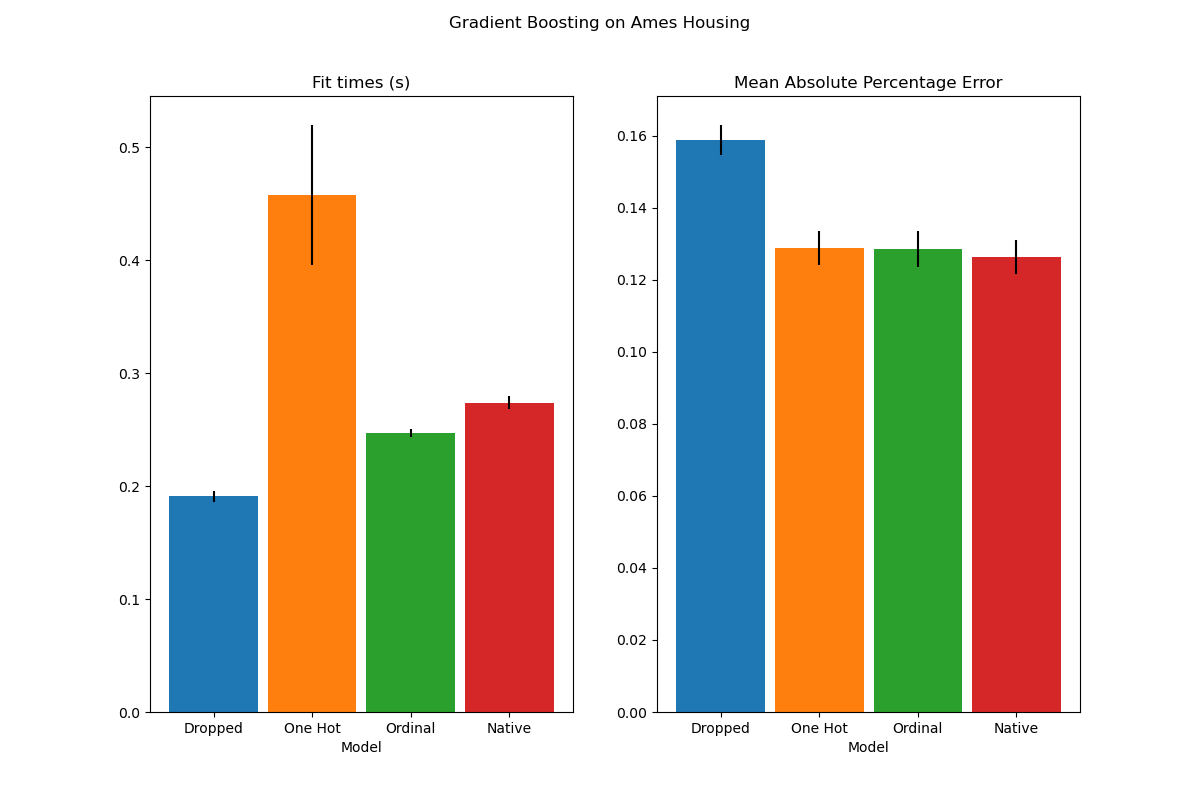 Gradient Boosting on Ames Housing
Fit times (s)
0.5
0.4
0.3
0.2
0.1
0.0
Dropped One Hot Ordinal Native
Model
Mean Absolute Percentage Error
0.16
0.14
0.12
0.10
0.08
0.06
0.04
0.02
0.00
Dropped One Hot Ordinal Native
Model